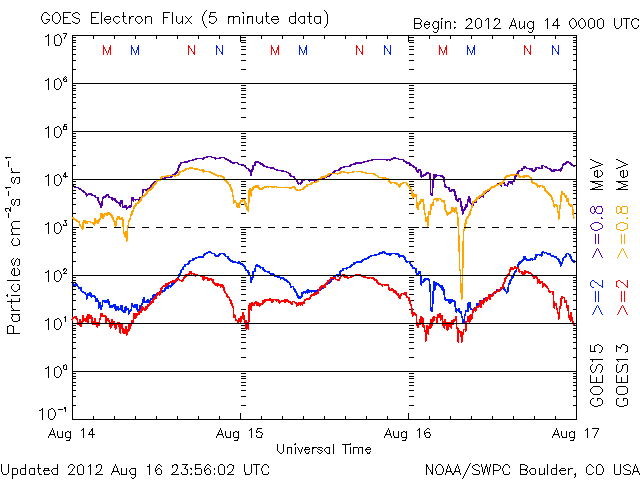 GOES Electron Flux (5 minute data)
Begin: 2012 Aug 14 0000 UTC
M M N N M M N N M M N N
10⁷
10⁶
10⁵
10⁴
10³
10²
10¹
10⁰
10⁻¹
Particles cm⁻²s⁻¹sr⁻¹
GOES15 >=2 >=0.8 MeV
GOES13 >=2 >=0.8 MeV
Aug 14 Aug 15 Aug 16 Aug 17
Universal Time
Updated 2012 Aug 16 23:56:02 UTC
NOAA/SWPC Boulder, CO USA